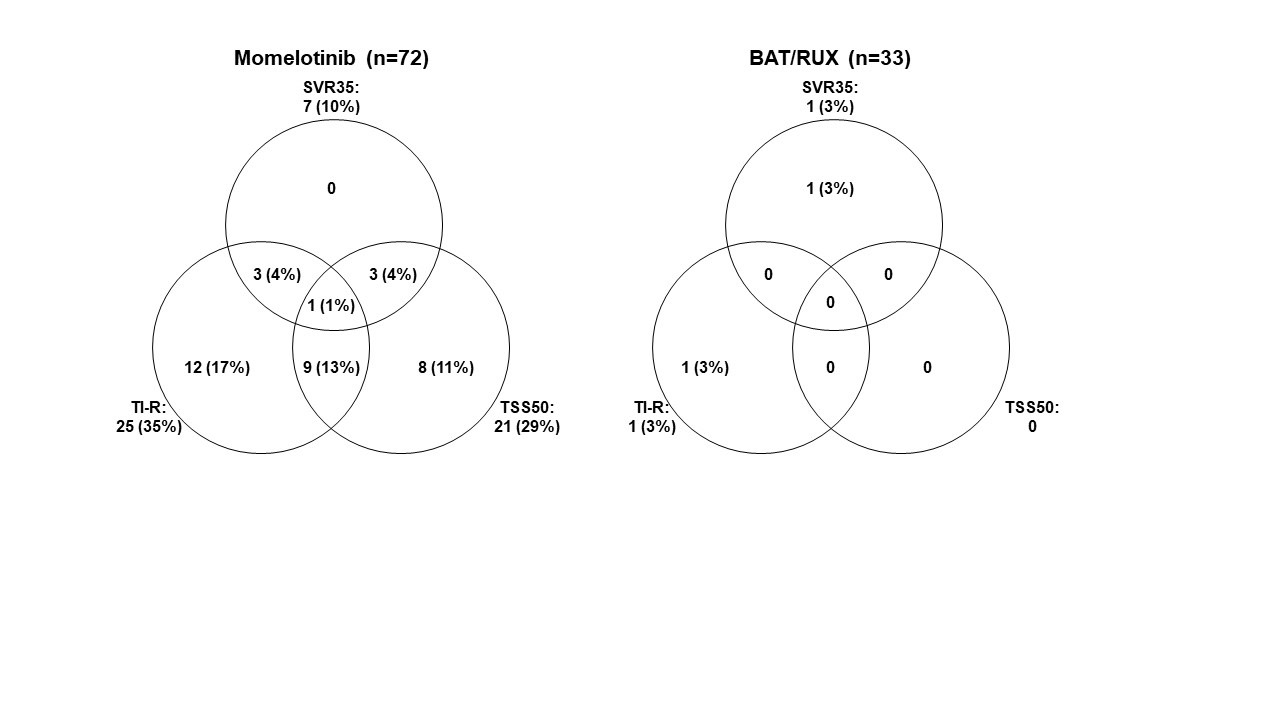 Momelotinib (n=72)
SVR35:
7 (10%)
0
3 (4%)
3 (4%)
1 (1%)
12 (17%)
9 (13%)
8 (11%)
TI-R:
25 (35%)
TSS50:
21 (29%)
BAT/RUX (n=33)
SVR35:
1 (3%)
1 (3%)
0
0
0
1 (3%)
0
0
TI-R:
1 (3%)
TSS50:
0